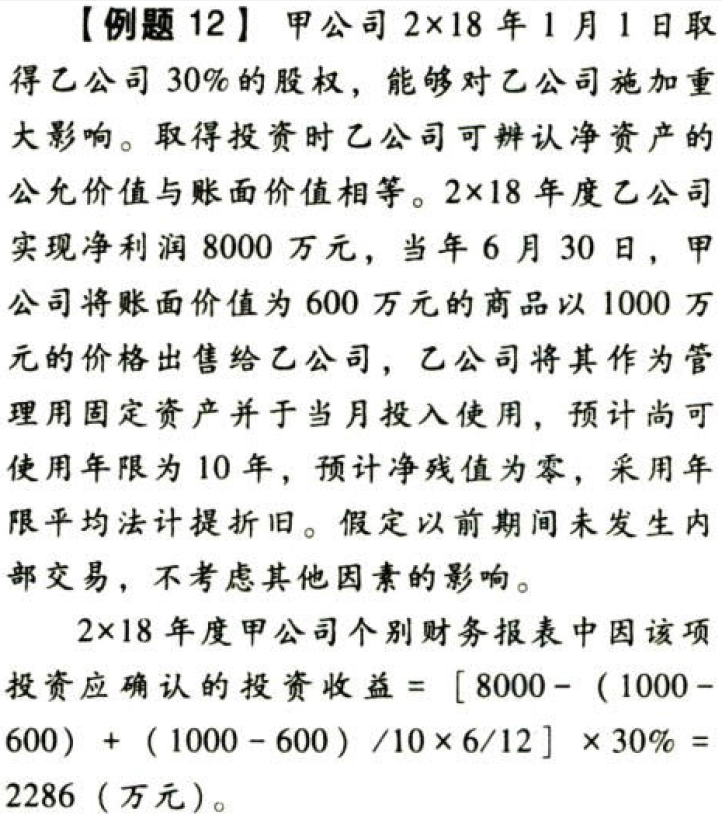 【例题 12】 甲公司 2×18 年 1 月 1 日取
得乙公司 30%的股权，能够对乙公司施加重
大影响。取得投资时乙公司可辨认净资产的
公允价值与账面价值相等。2×18 年度乙公司
实现净利润 8000 万元，当年 6 月 30 日，甲
公司将账面价值为 600 万元的商品以 1000 万
元的价格出售给乙公司，乙公司将其作为管
理用固定资产并于当月投入使用，预计尚可
使用年限为 10 年，预计净残值为零，采用年
限平均法计提折旧。假定以前期间未发生内
部交易，不考虑其他因素的影响。
2×18 年度甲公司个别财务报表中因该项
投资应确认的投资收益 = ［8000 - （1000 -
600） + （1000 - 600） /10 × 6/12］ × 30% =
2286 （万元）。